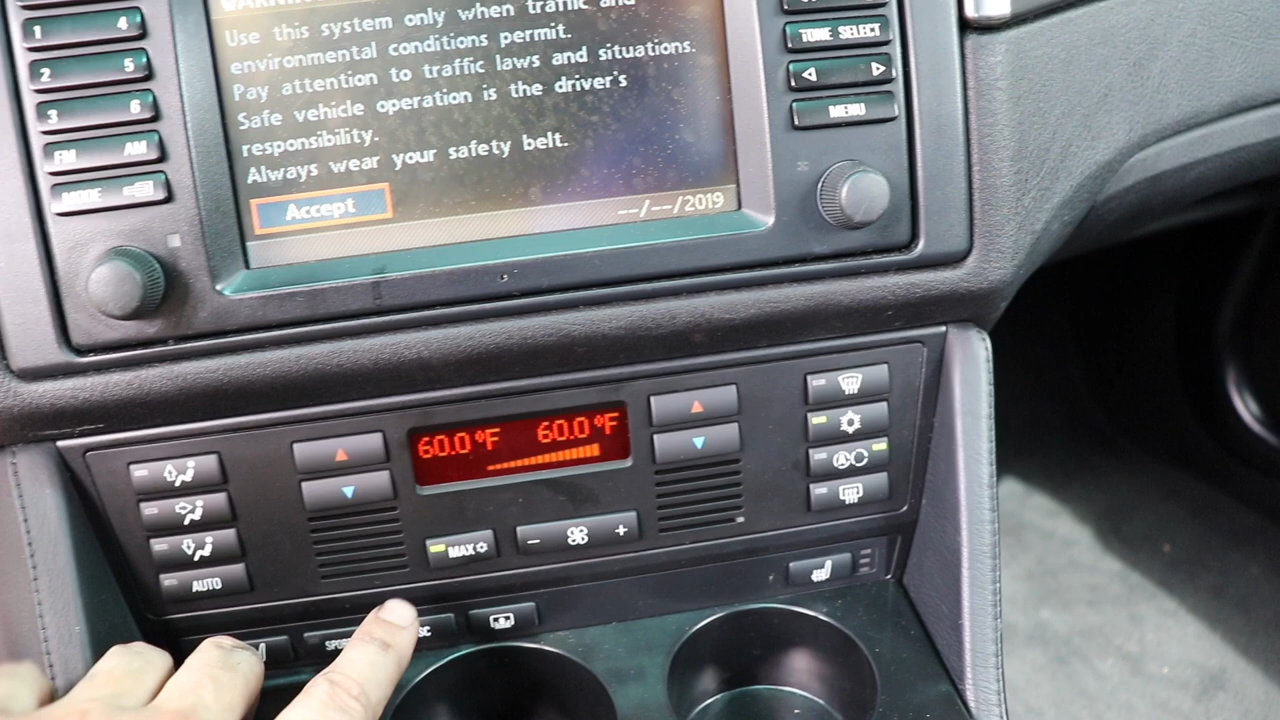 1 4
2 5
3 6
FM AM
MODE
Use this system only when traffic and
environmental conditions permit.
Pay attention to traffic laws and situations.
Safe vehicle operation is the driver's
responsibility.
Always wear your safety belt.
Accept
--/--/2019
TONE SELECT
MENU
60.0 °F 60.0 °F
AUTO
MAX
- +
A